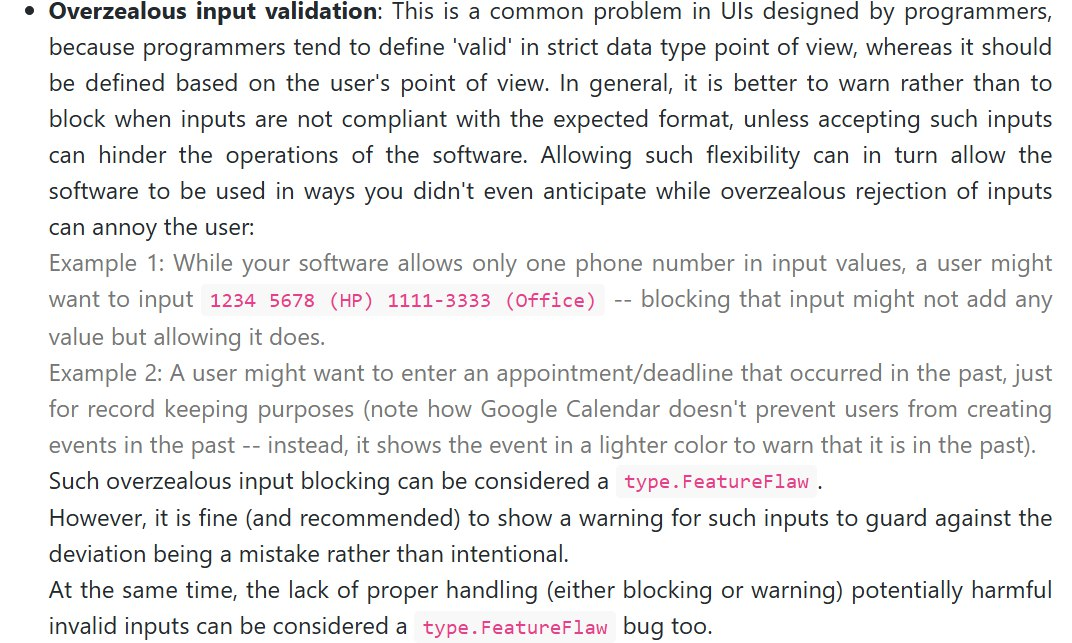 • Overzealous input validation: This is a common problem in UIs designed by programmers,
because programmers tend to define 'valid' in strict data type point of view, whereas it should
be defined based on the user's point of view. In general, it is better to warn rather than to
block when inputs are not compliant with the expected format, unless accepting such inputs
can hinder the operations of the software. Allowing such flexibility can in turn allow the
software to be used in ways you didn't even anticipate while overzealous rejection of inputs
can annoy the user:
Example 1: While your software allows only one phone number in input values, a user might
want to input 1234 5678 (HP) 1111-3333 (Office) -- blocking that input might not add any
value but allowing it does.
Example 2: A user might want to enter an appointment/deadline that occurred in the past, just
for record keeping purposes (note how Google Calendar doesn't prevent users from creating
events in the past -- instead, it shows the event in a lighter color to warn that it is in the past).
Such overzealous input blocking can be considered a type.FeatureFlaw.
However, it is fine (and recommended) to show a warning for such inputs to guard against the
deviation being a mistake rather than intentional.
At the same time, the lack of proper handling (either blocking or warning) potentially harmful
invalid inputs can be considered a type.FeatureFlaw bug too.